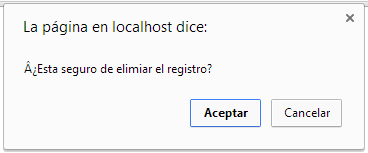 La página en localhost dice:
Â¿Esta seguro de elimiar el registro?
Aceptar
Cancelar